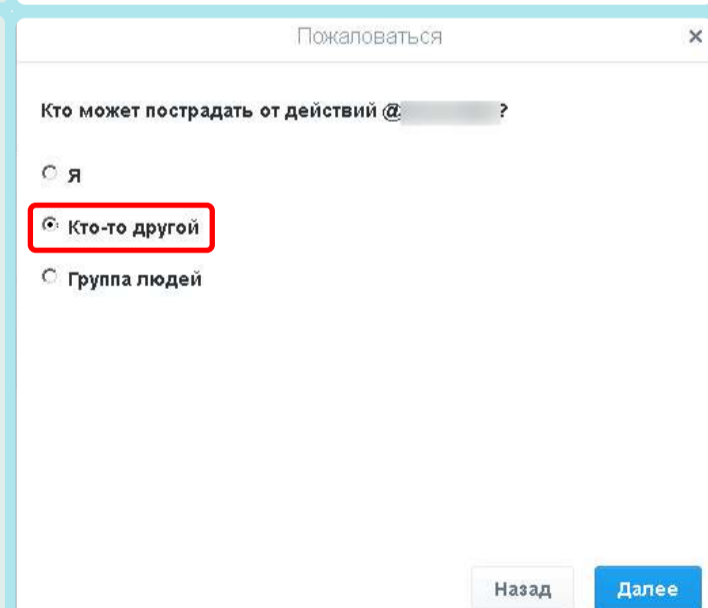 Пожаловаться ×
Кто может пострадать от действий @ ?
Я
Кто-то другой
Группа людей
Назад Далее